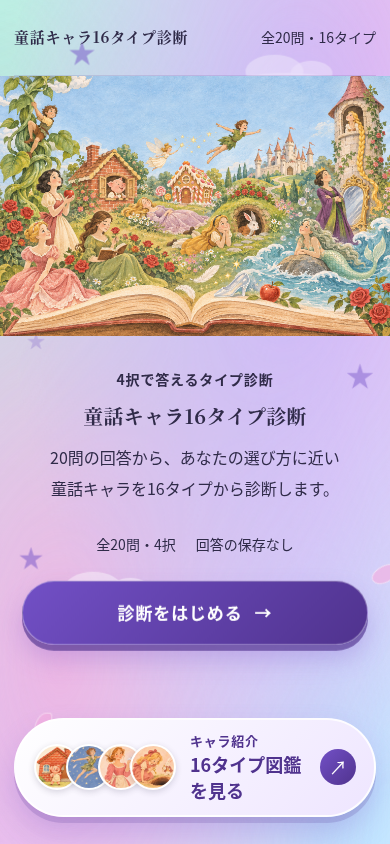 童話キャラ16タイプ診断
全20問・16タイプ
4択で答えるタイプ診断
童話キャラ16タイプ診断
20問の回答から、あなたの選び方に近い
童話キャラを16タイプから診断します。
全20問・4択 回答の保存なし
診断をはじめる →
キャラ紹介
16タイプ図鑑
を見る